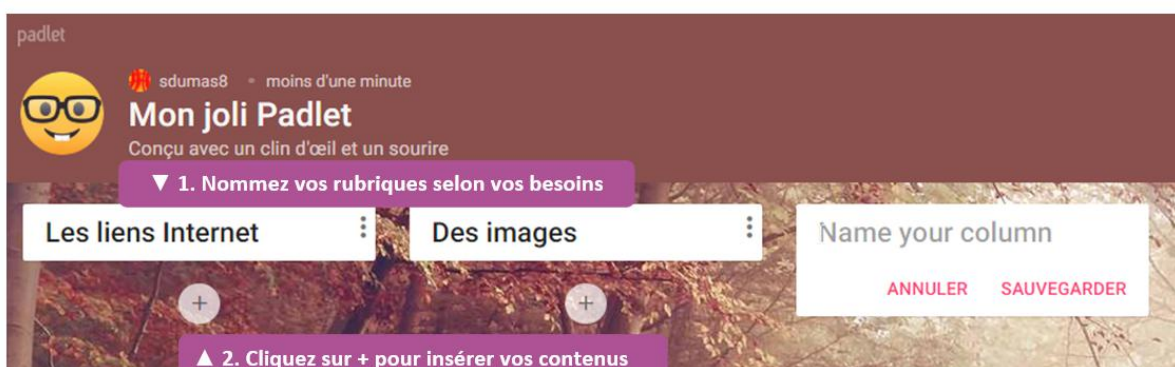 padlet
sdumas8 • moins d'une minute
Mon joli Padlet
Conçu avec un clin d'œil et un sourire
▼ 1. Nommez vos rubriques selon vos besoins
Les liens Internet
Des images
Name your column
ANNULER SAUVEGARDER
+ +
▲ 2. Cliquez sur + pour insérer vos contenus